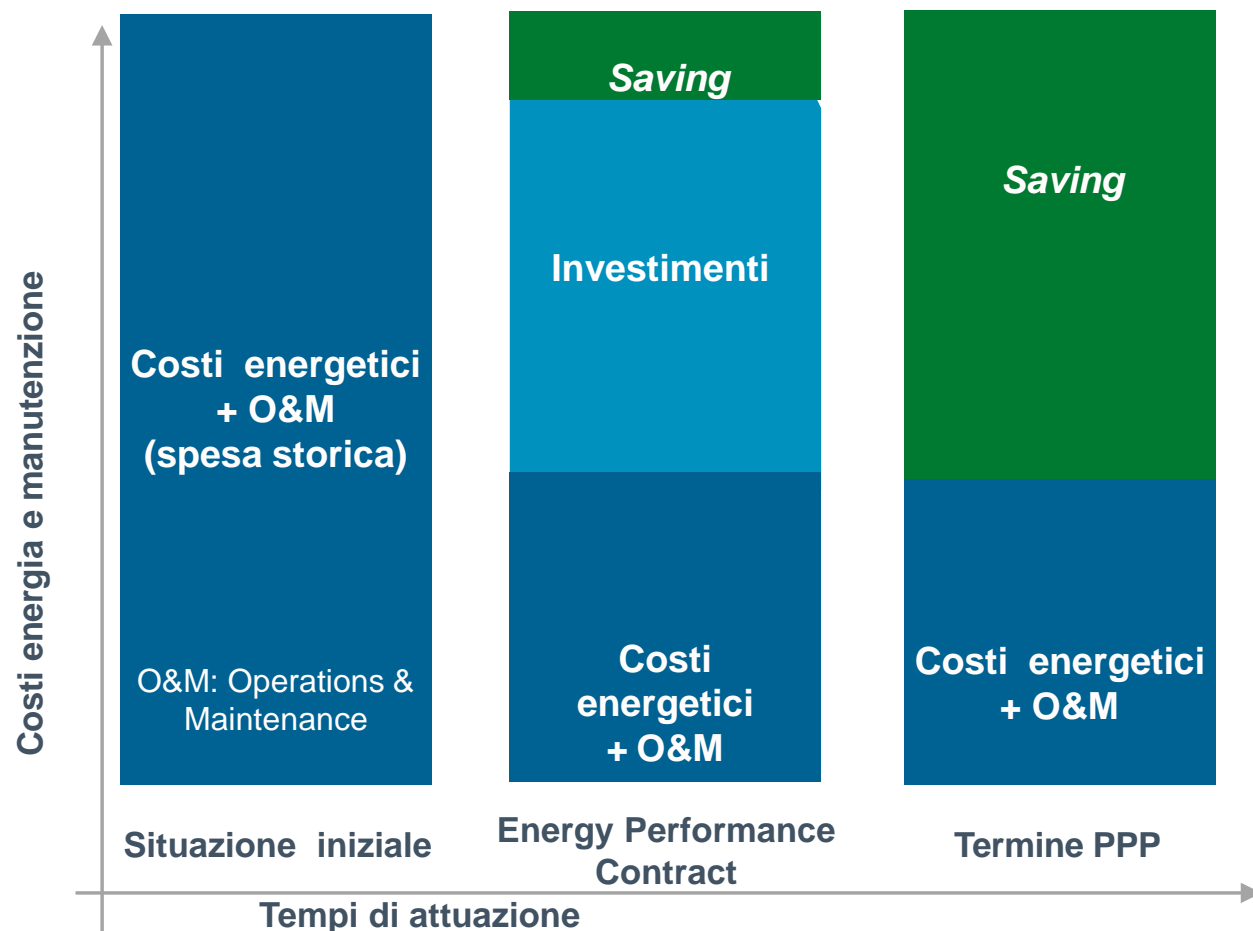 Costi energia e manutenzione
Costi energetici
+ O&M
(spesa storica)
O&M: Operations &
Maintenance
Situazione iniziale
Saving
Investimenti
Costi
energetici
+ O&M
Energy Performance
Contract
Saving
Costi energetici
+ O&M
Termine PPP
Tempi di attuazione